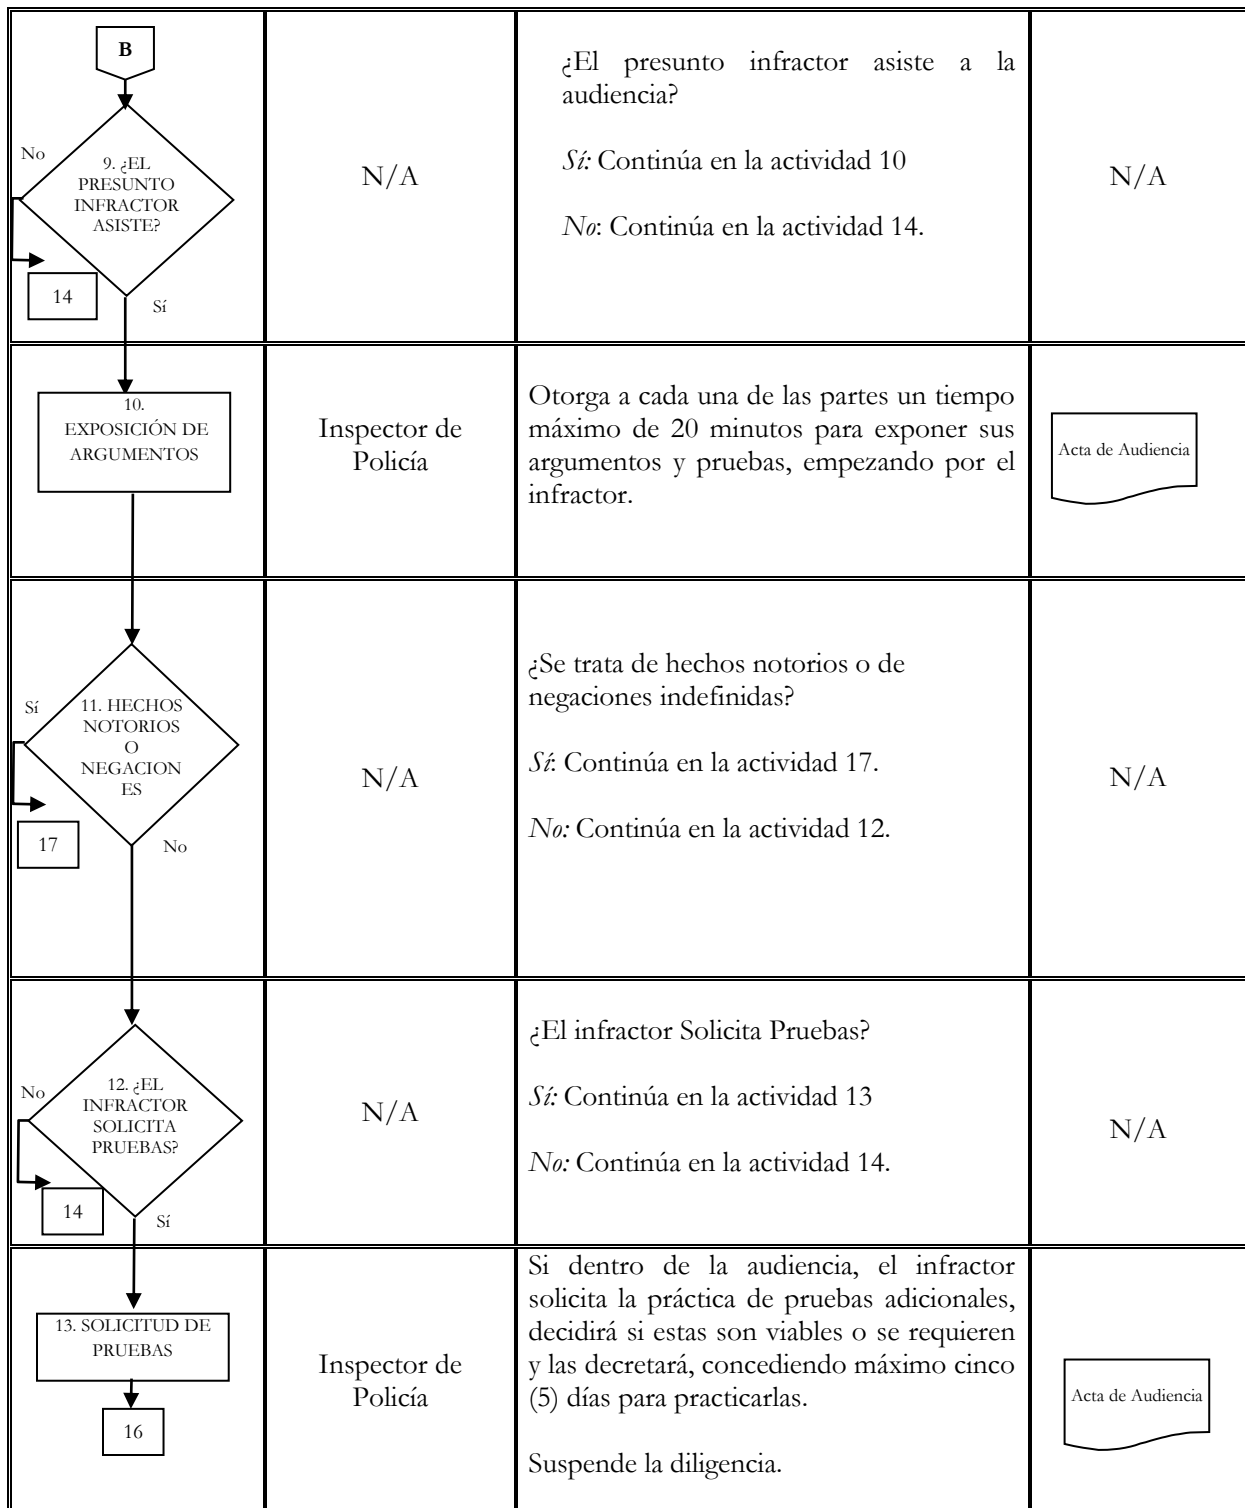 B
No
9. ¿EL
PRESUNTO
INFRACTOR
ASISTE?
14
Sí
N/A
¿El presunto infractor asiste a la
audiencia?
Sí: Continúa en la actividad 10
No: Continúa en la actividad 14.
N/A
10.
EXPOSICIÓN DE
ARGUMENTOS
Inspector de
Policía
Otorga a cada una de las partes un tiempo
máximo de 20 minutos para exponer sus
argumentos y pruebas, empezando por el
infractor.
Acta de Audiencia
Sí
11. HECHOS
NOTORIOS
O
NEGACION
ES
17
No
N/A
¿Se trata de hechos notorios o de
negaciones indefinidas?
Sí: Continúa en la actividad 17.
No: Continúa en la actividad 12.
N/A
No
12. ¿EL
INFRACTOR
SOLICITA
PRUEBAS?
14
Sí
N/A
¿El infractor Solicita Pruebas?
Sí: Continúa en la actividad 13
No: Continúa en la actividad 14.
N/A
13. SOLICITUD DE
PRUEBAS
16
Inspector de
Policía
Si dentro de la audiencia, el infractor
solicita la práctica de pruebas adicionales,
decidirá si estas son viables o se requieren
y las decretará, concediendo máximo cinco
(5) días para practicarlas.
Suspende la diligencia.
Acta de Audiencia